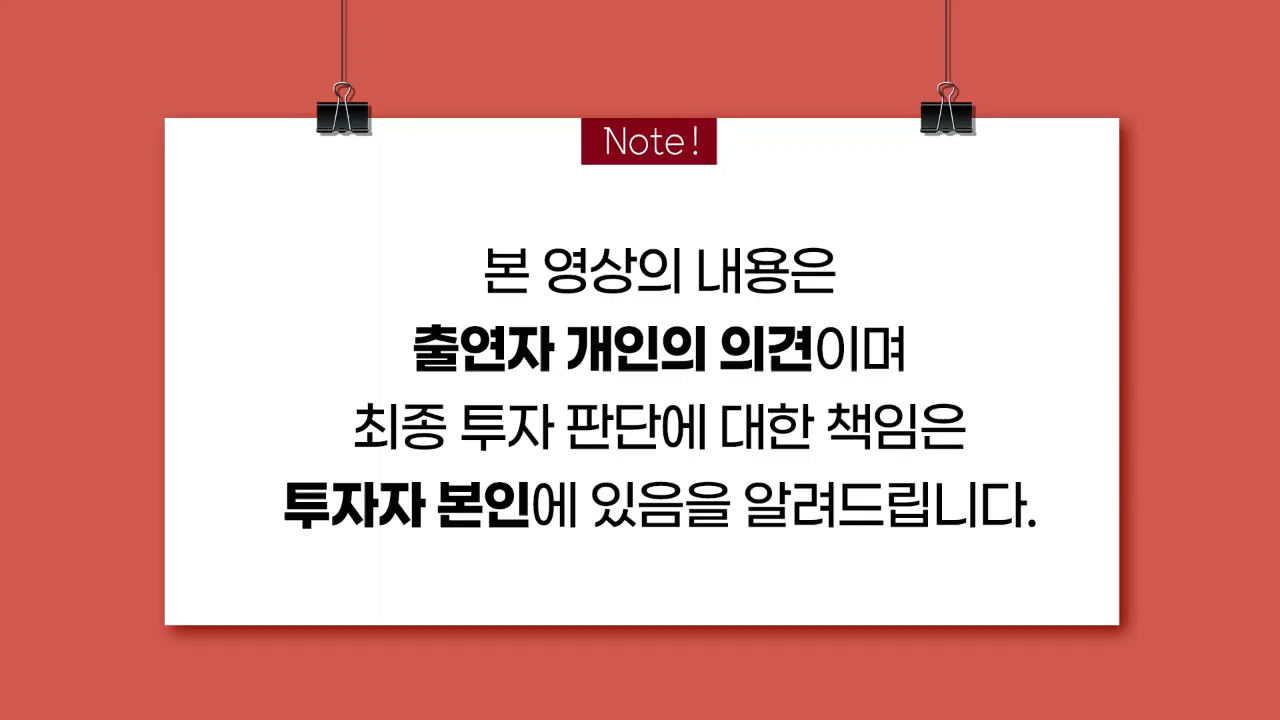 Note!
본 영상의 내용은
출연자 개인의 의견이며
최종 투자 판단에 대한 책임은
투자자 본인에 있음을 알려드립니다.